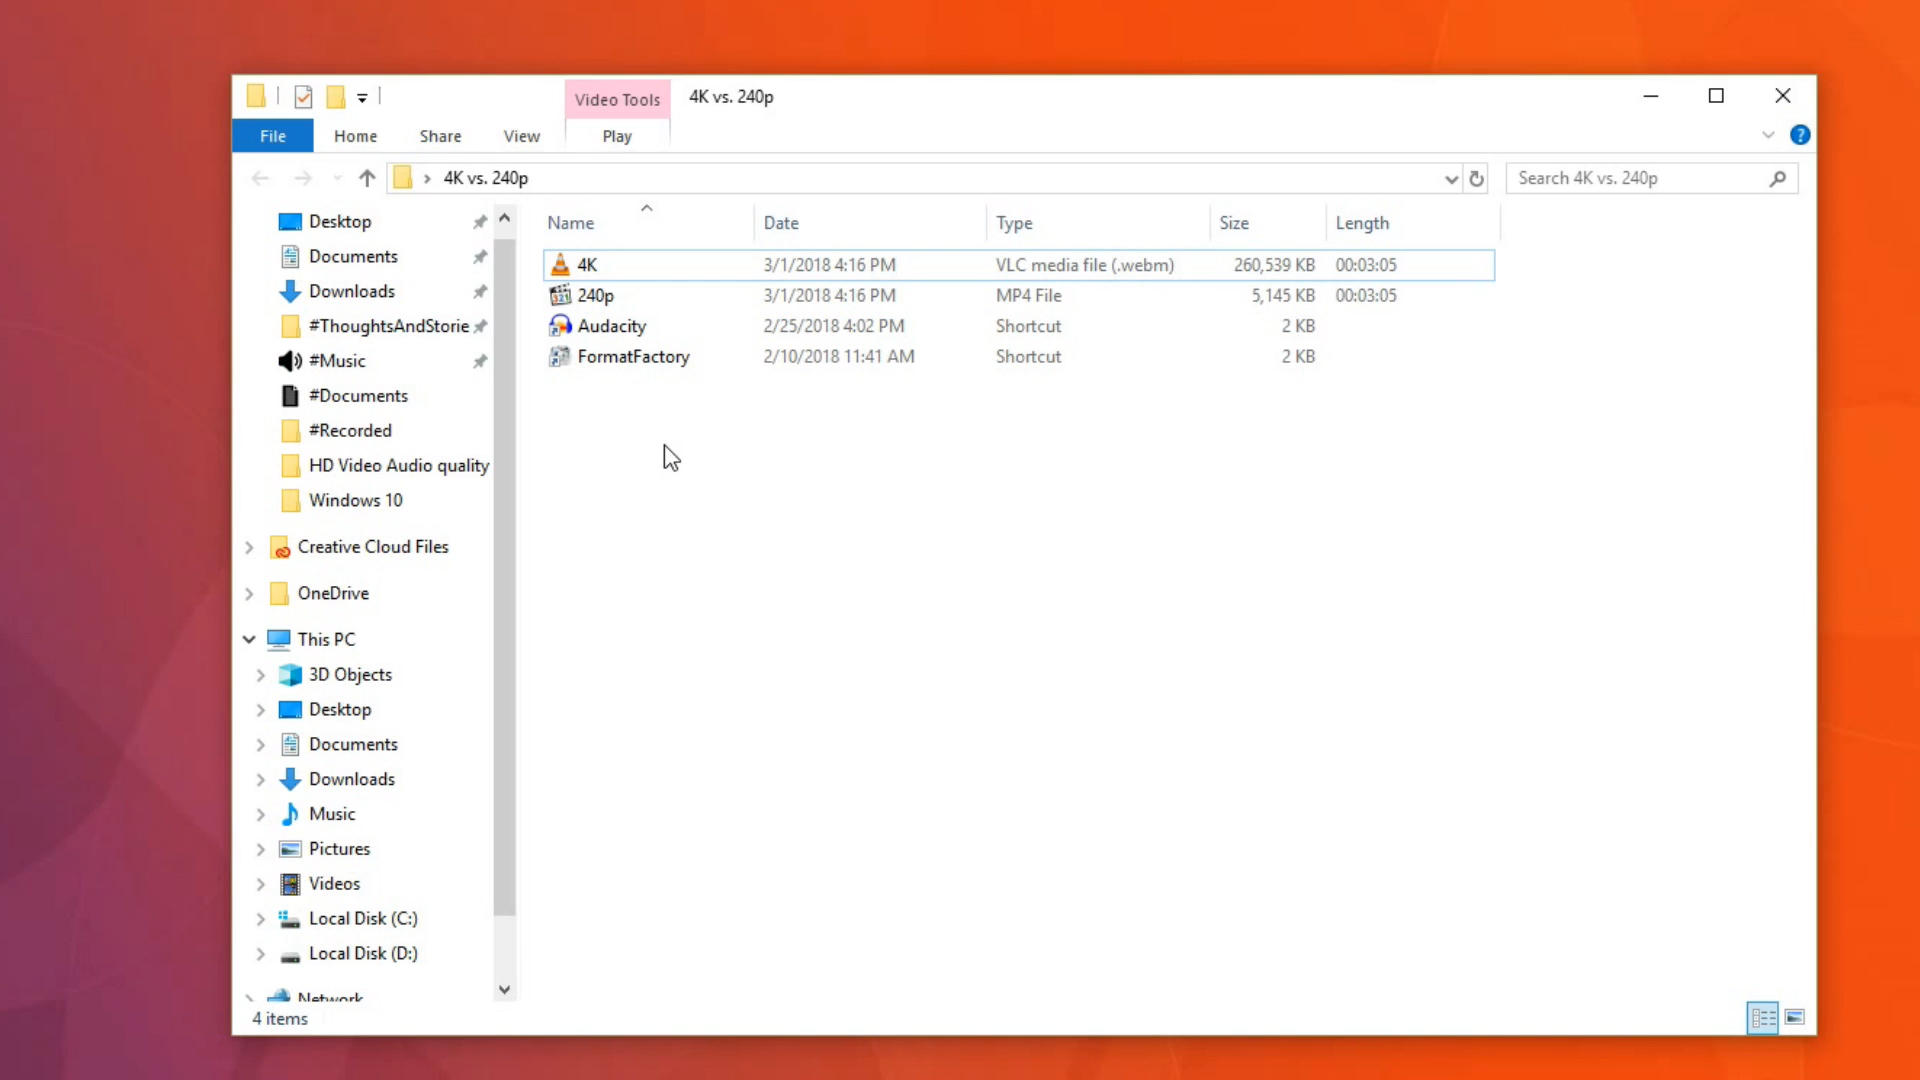 Video Tools
4K vs. 240p
File
Home
Share
View
Play
4K vs. 240p
Search 4K vs. 240p
Desktop
Documents
Downloads
#ThoughtsAndStorie
#Music
#Documents
#Recorded
HD Video Audio quality
Windows 10
Creative Cloud Files
OneDrive
This PC
3D Objects
Desktop
Documents
Downloads
Music
Pictures
Videos
Local Disk (C:)
Local Disk (D:)
Network
Name Date Type Size Length
4K 3/1/2018 4:16 PM VLC media file (.webm) 260,539 KB 00:03:05
240p 3/1/2018 4:16 PM MP4 File 5,145 KB 00:03:05
Audacity 2/25/2018 4:02 PM Shortcut 2 KB
FormatFactory 2/10/2018 11:41 AM Shortcut 2 KB
4 items